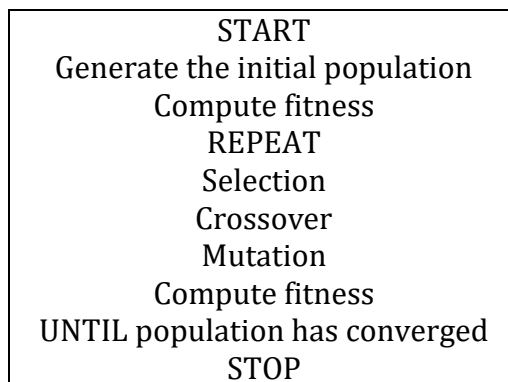 START
Generate the initial population
Compute fitness
REPEAT
Selection
Crossover
Mutation
Compute fitness
UNTIL population has converged
STOP